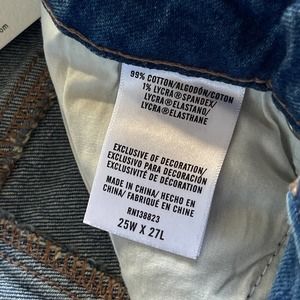 99% COTTON/ALGODÓN/COTON
1% LYCRA®SPANDEX/
LYCRA®ELASTANO/
LYCRA®ELASTHANE
EXCLUSIVE OF DECORATION/
EXCLUSIVO PARA DECORACIÓN
EXCLUSIVITÉ DE DECORATION
MADE IN CHINA/ HECHO EN
CHINA/ FABRIQUÉ EN CHINE
RN138823
25W X 27L